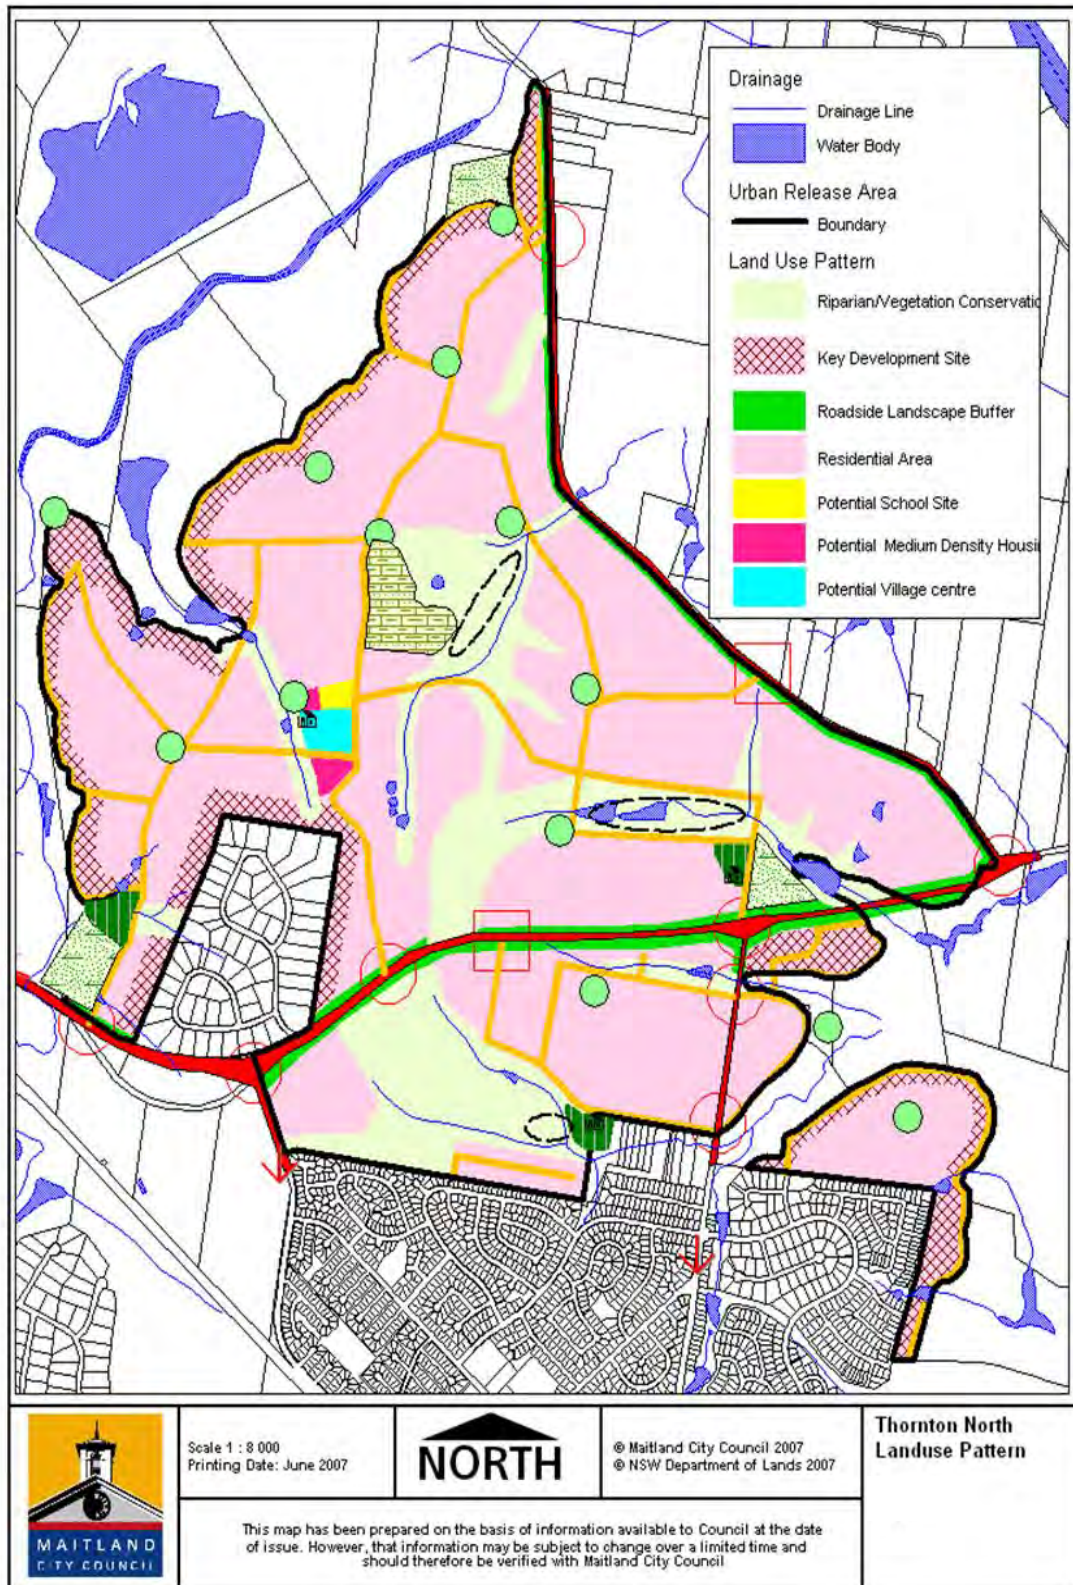 Drainage
Drainage Line
Water Body
Urban Release Area
Boundary
Land Use Pattern
Riparian/Vegetation Conservatio
Key Development Site
Roadside Landscape Buffer
Residential Area
Potential School Site
Potential Medium Density Housi
Potential Village centre
MAITLAND
CITY COUNCIL
Scale 1 : 8 000
Printing Date: June 2007
NORTH
© Maitland City Council 2007
© NSW Department of Lands 2007
Thornton North
Landuse Pattern
This map has been prepared on the basis of information available to Council at the date
of issue. However, that information may be subject to change over a limited time and
should therefore be verified with Maitland City Council